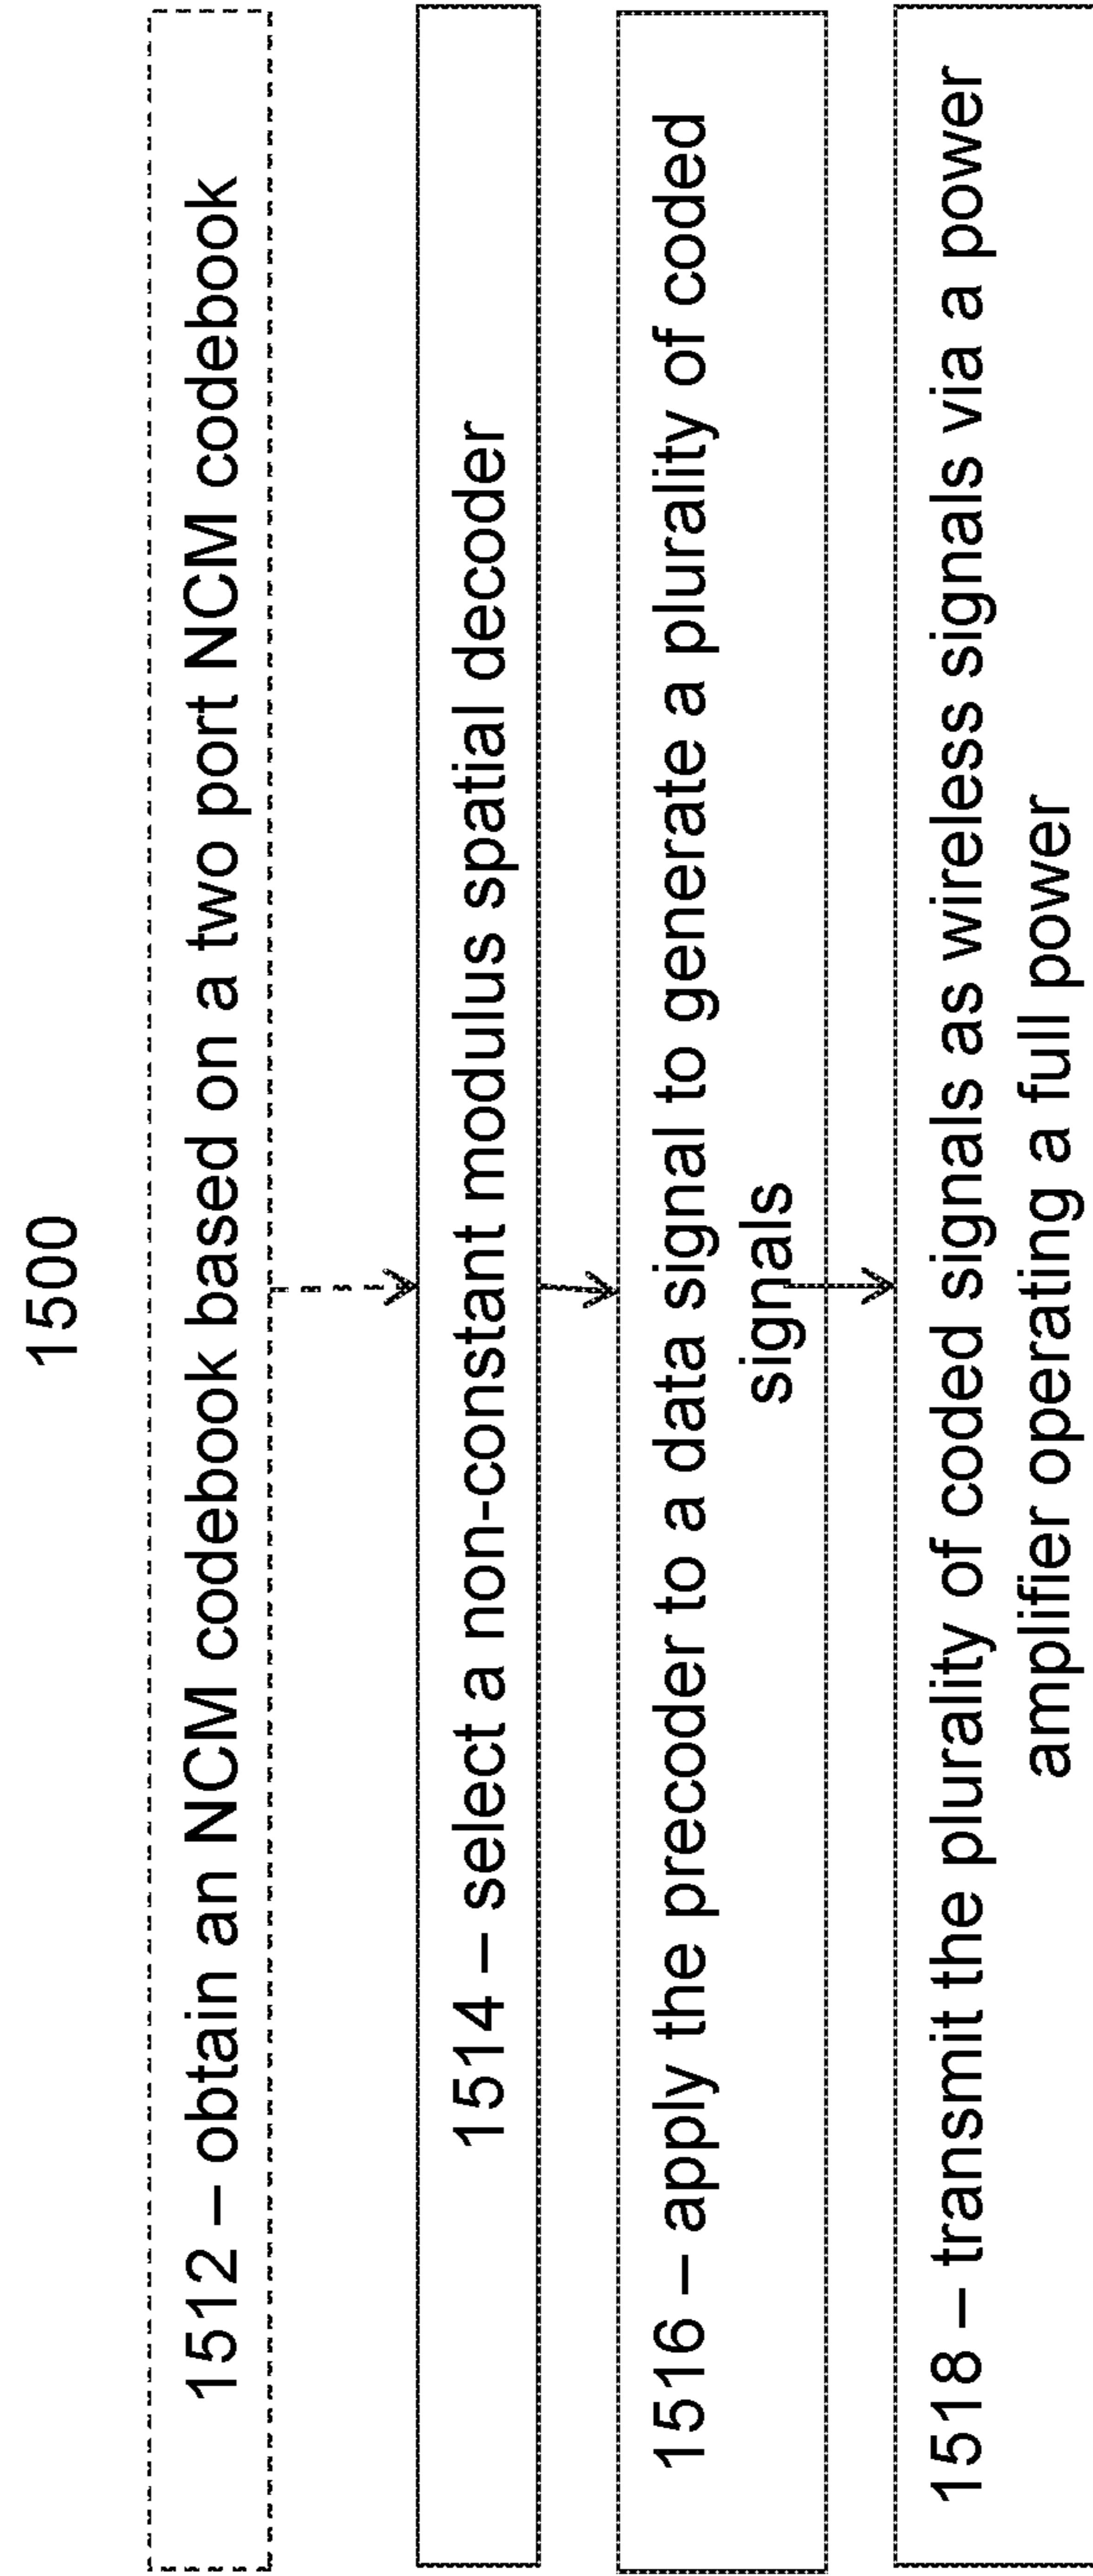 1500
1512 – obtain an NCM codebook based on a two port NCM codebook
1514 – select a non-constant modulus spatial decoder
1516 – apply the precoder to a data signal to generate a plurality of coded
signals
1518 – transmit the plurality of coded signals as wireless signals via a power
amplifier operating a full power